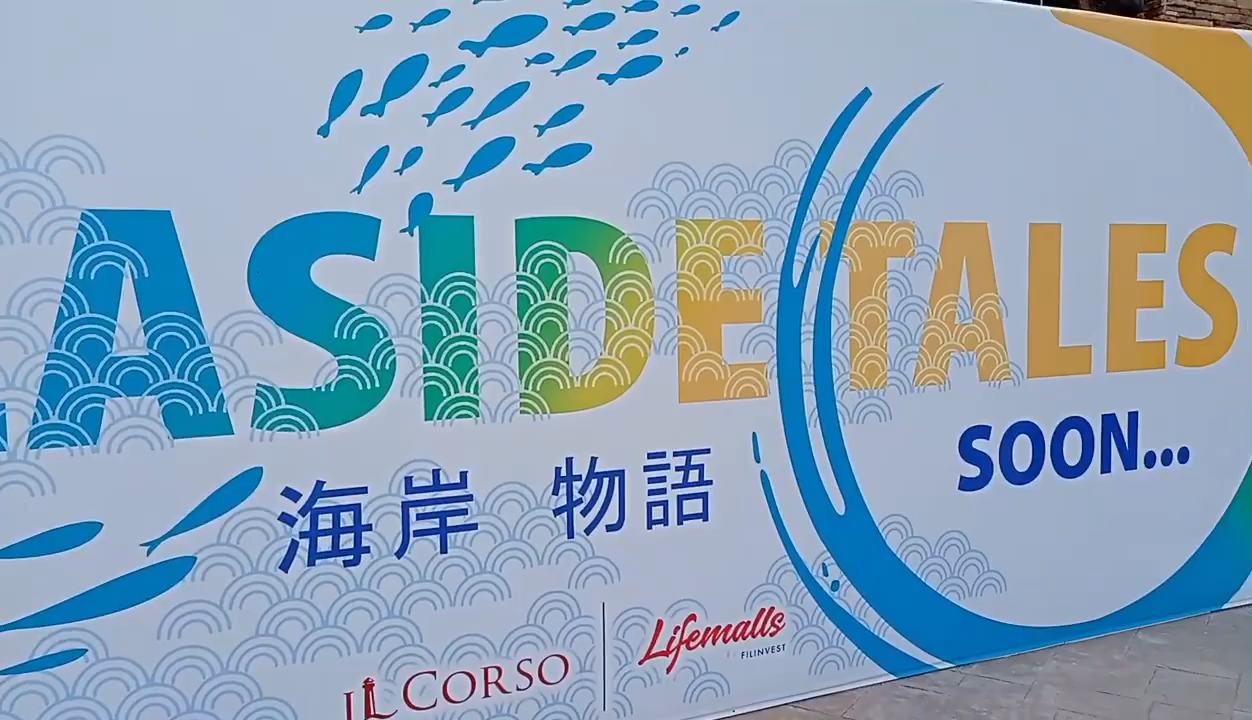 ASIDE TALES
SOON...
海岸 物語
IL CORSO
Lifemalls
FILINVEST